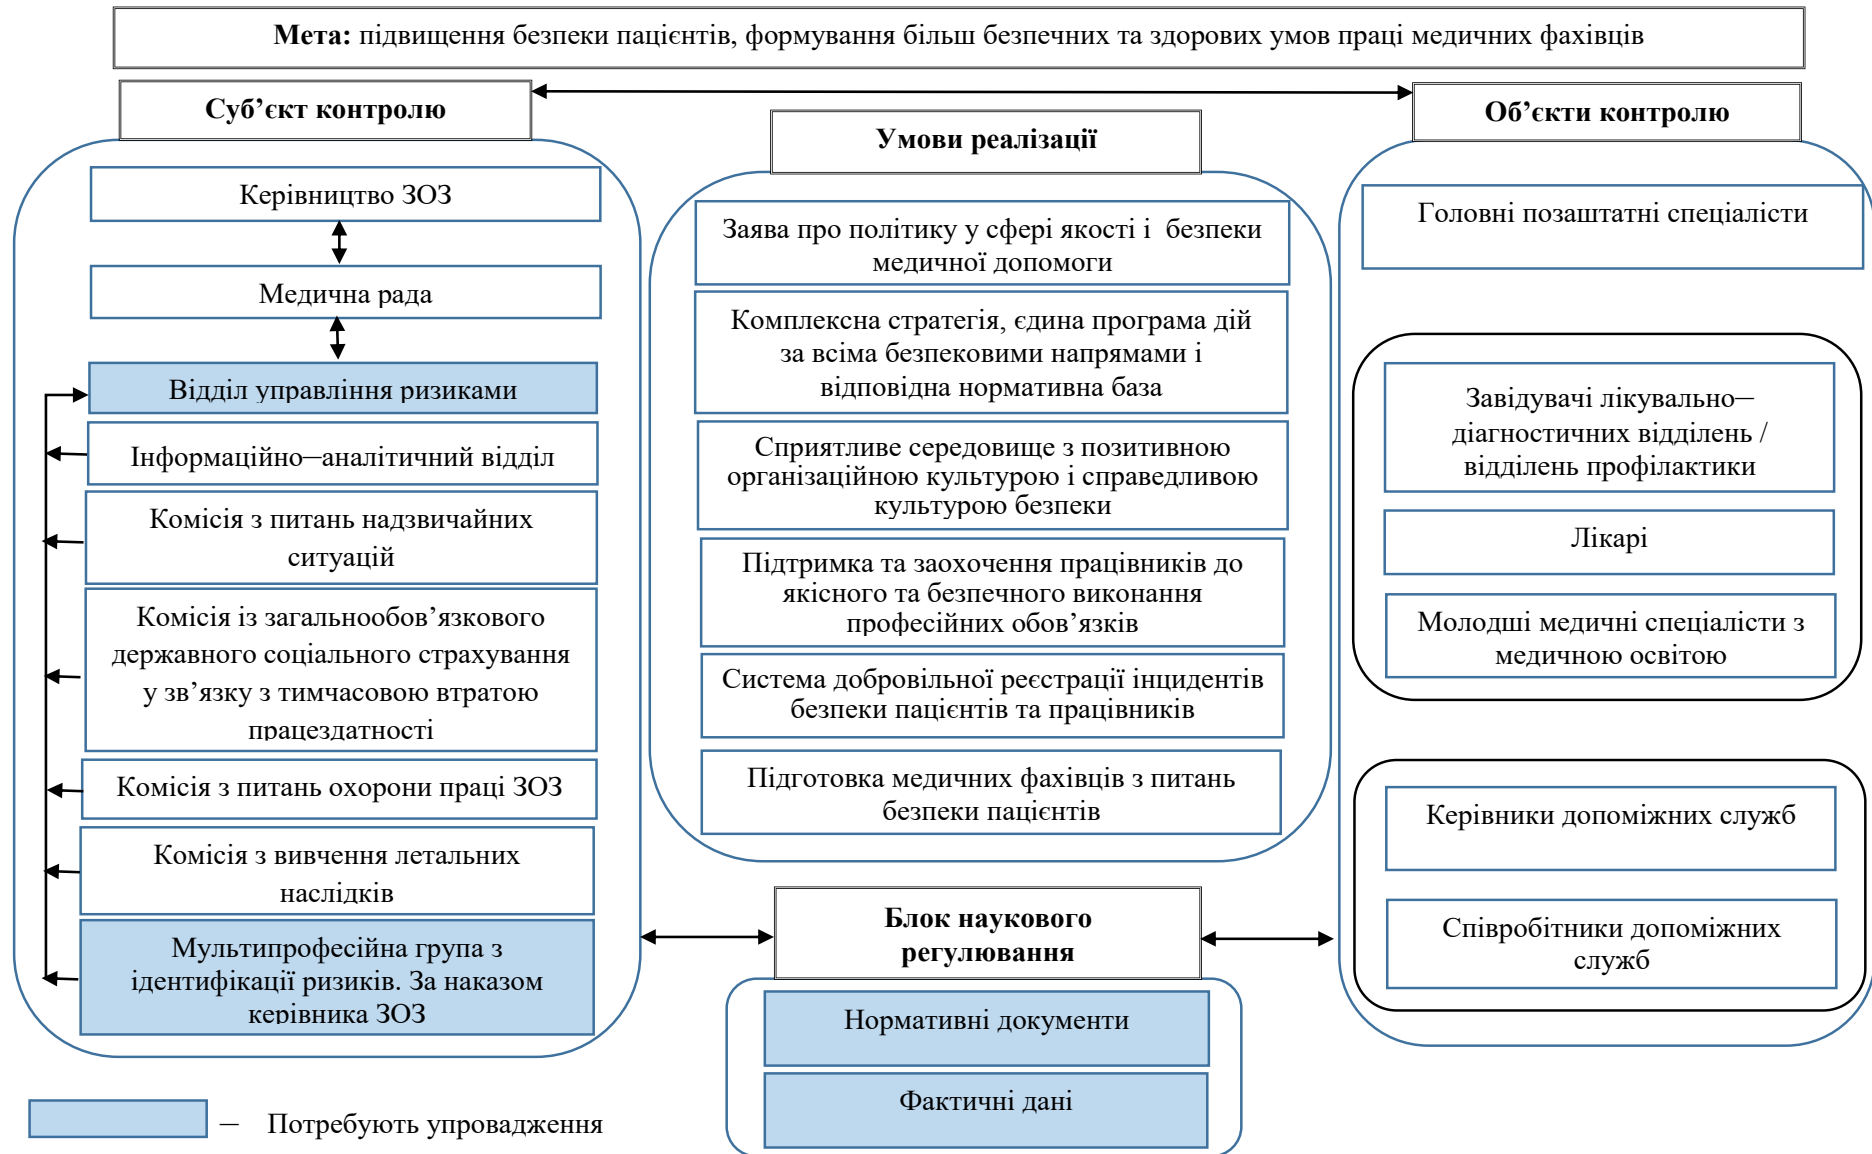 Мета: підвищення безпеки пацієнтів, формування більш безпечних та здорових умов праці медичних фахівців
Суб’єкт контролю
Керівництво ЗОЗ
Медична рада
Відділ управління ризиками
Інформаційно—аналітичний відділ
Комісія з питань надзвичайних
ситуацій
Комісія із загальнообов’язкового
державного соціального страхування
у зв’язку з тимчасовою втратою
працездатності
Комісія з питань охорони праці ЗОЗ
Комісія з вивчення летальних
наслідків
Мультипрофесійна група з
ідентифікації ризиків. За наказом
керівника ЗОЗ
Умови реалізації
Заява про політику у сфері якості і безпеки
медичної допомоги
Комплексна стратегія, єдина програма дій
за всіма безпековими напрямами і
відповідна нормативна база
Сприятливе середовище з позитивною
організаційною культурою і справедливою
культурою безпеки
Підтримка та заохочення працівників до
якісного та безпечного виконання
професійних обов’язків
Система добровільної реєстрації інцидентів
безпеки пацієнтів та працівників
Підготовка медичних фахівців з питань
безпеки пацієнтів
Блок наукового
регулювання
Нормативні документи
Фактичні дані
Об’єкти контролю
Головні позаштатні спеціалісти
Завідувачі лікувально—
діагностичних відділень /
відділень профілактики
Лікарі
Молодші медичні спеціалісти з
медичною освітою
Керівники допоміжних служб
Співробітники допоміжних
служб
— Потребують упровадження